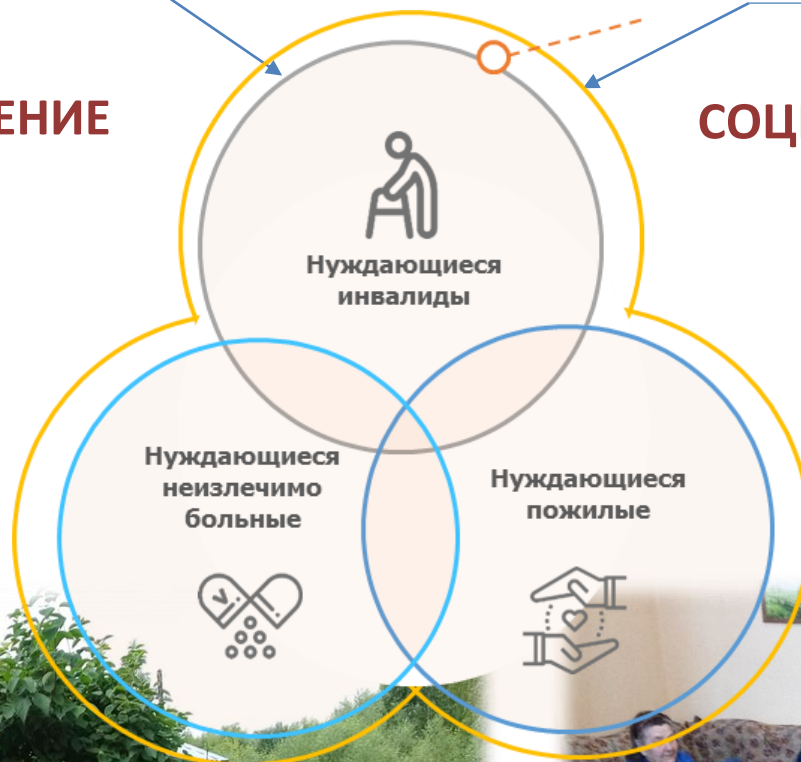 ЕНИЕ
СОЦ
Нуждающиеся
инвалиды
Нуждающиеся
неизлечимо
больные
Нуждающиеся
пожилые